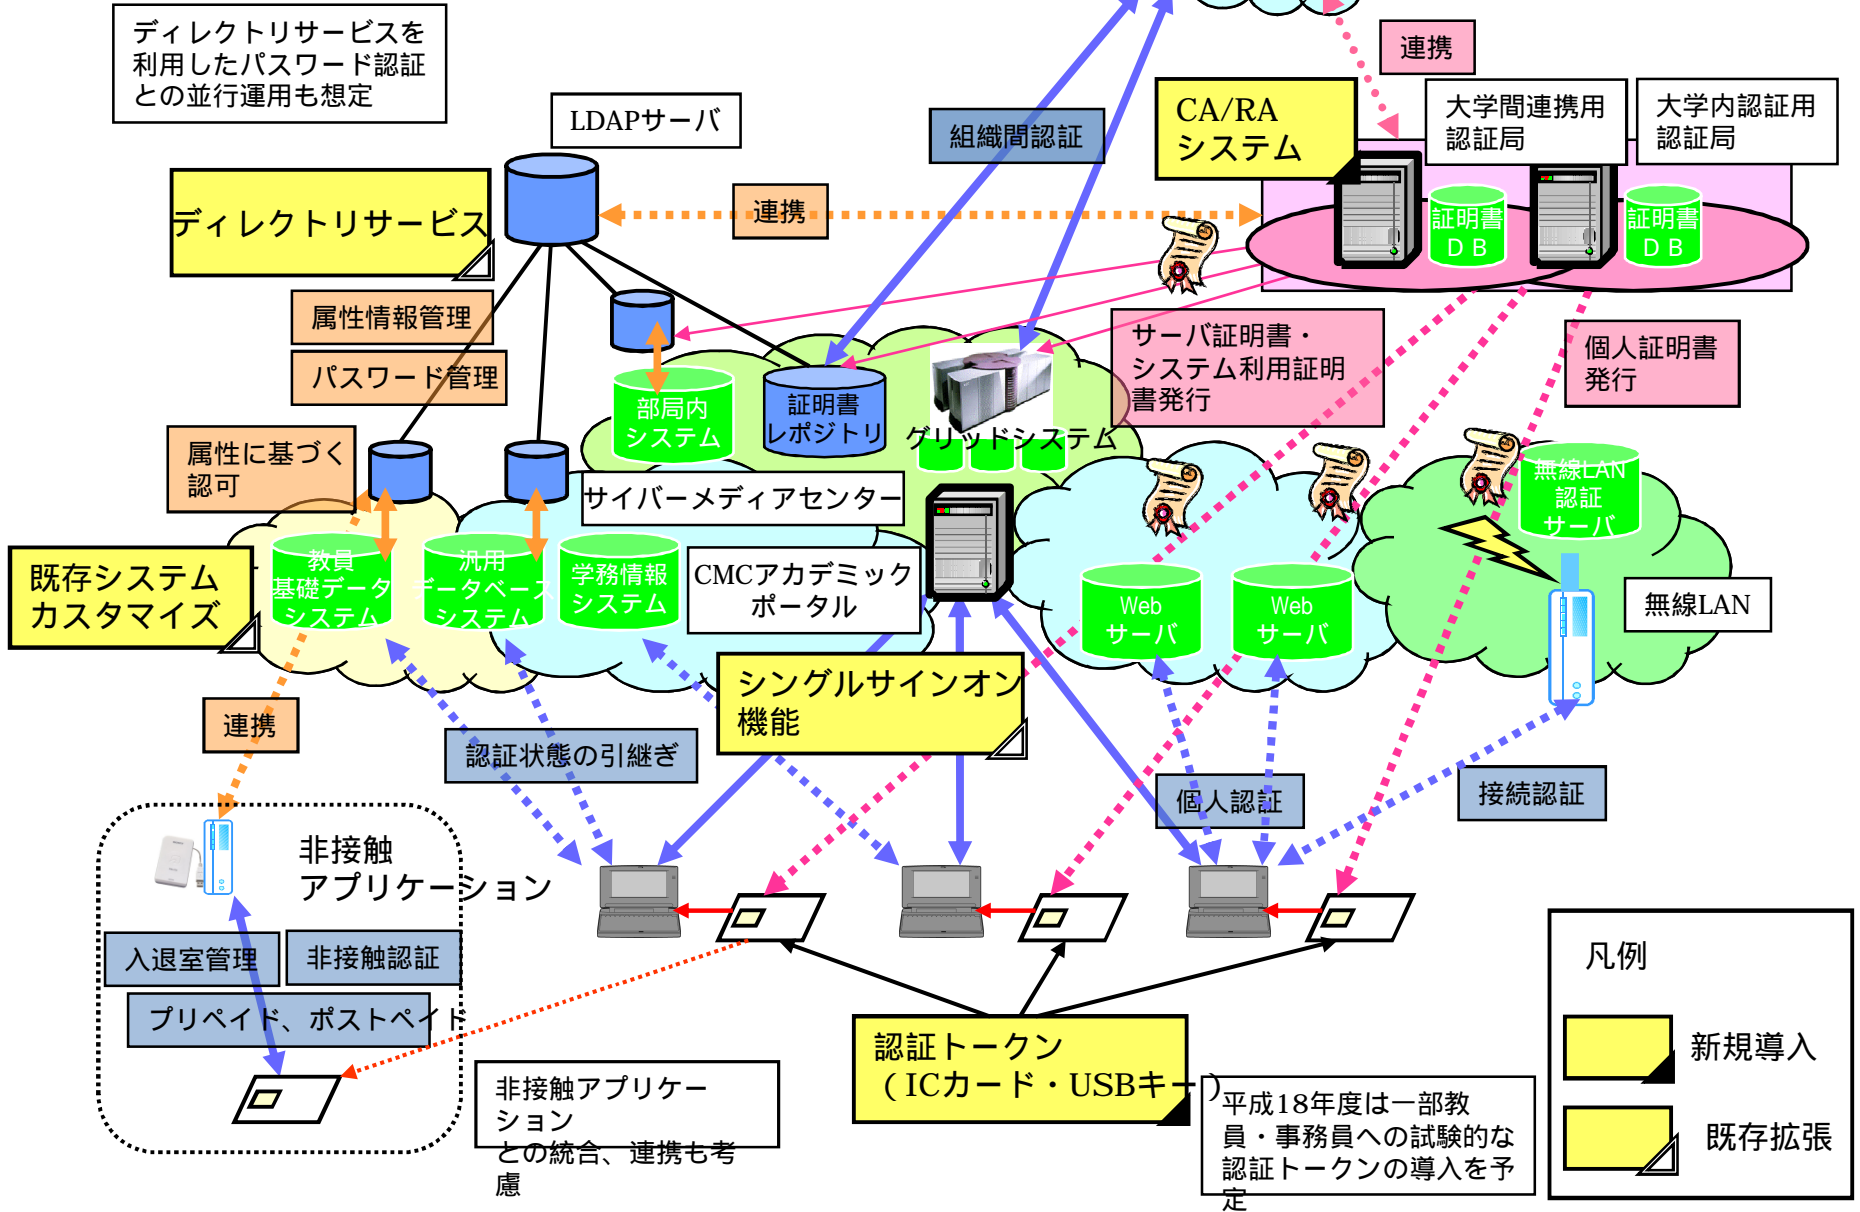 ディレクトリサービスを
利用したパスワード認証
との並行運用も想定
LDAPサーバ
組織間認証
連携
CA/RA
システム
大学間連携用
認証局
大学内認証用
認証局
ディレクトリサービス
連携
証明書
ＤＢ
証明書
ＤＢ
属性情報管理
パスワード管理
サーバ証明書・
システム利用証明
書発行
個人証明書
発行
部局内
システム
証明書
レポジトリ
グリッドシステム
属性に基づく
認可
サイバーメディアセンター
無線LAN
認証
サーバ
既存システム
カスタマイズ
教員
基礎データ
システム
汎用
データベース
システム
学務情報
システム
CMCアカデミック
ポータル
Web
サーバ
Web
サーバ
無線LAN
シングルサインオン
機能
連携
認証状態の引継ぎ
個人認証
接続認証
非接触
アプリケーション
入退室管理
非接触認証
プリペイド、ポストペイド
認証トークン
（ICカード・USBキー）
非接触アプリケー
ション
との統合、連携も考
慮
平成18年度は一部教
員・事務員への試験的な
認証トークンの導入を予
定
凡例
新規導入
既存拡張